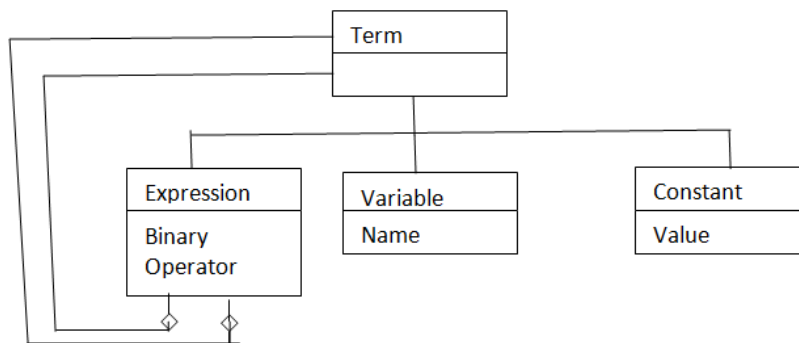 Term
Expression
Binary
Operator
Variable
Name
Constant
Value